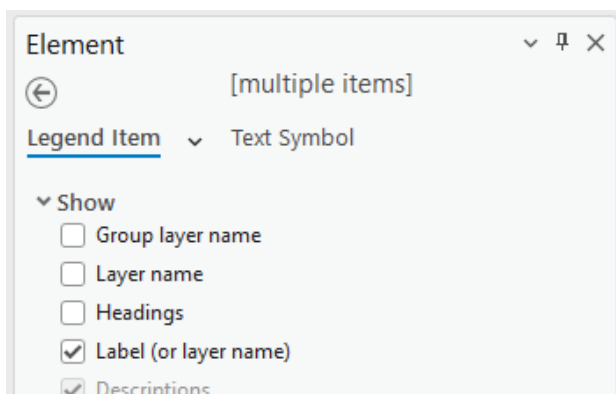 Element
[multiple items]
Legend Item Text Symbol
Show
Group layer name
Layer name
Headings
Label (or layer name)
Descriptions